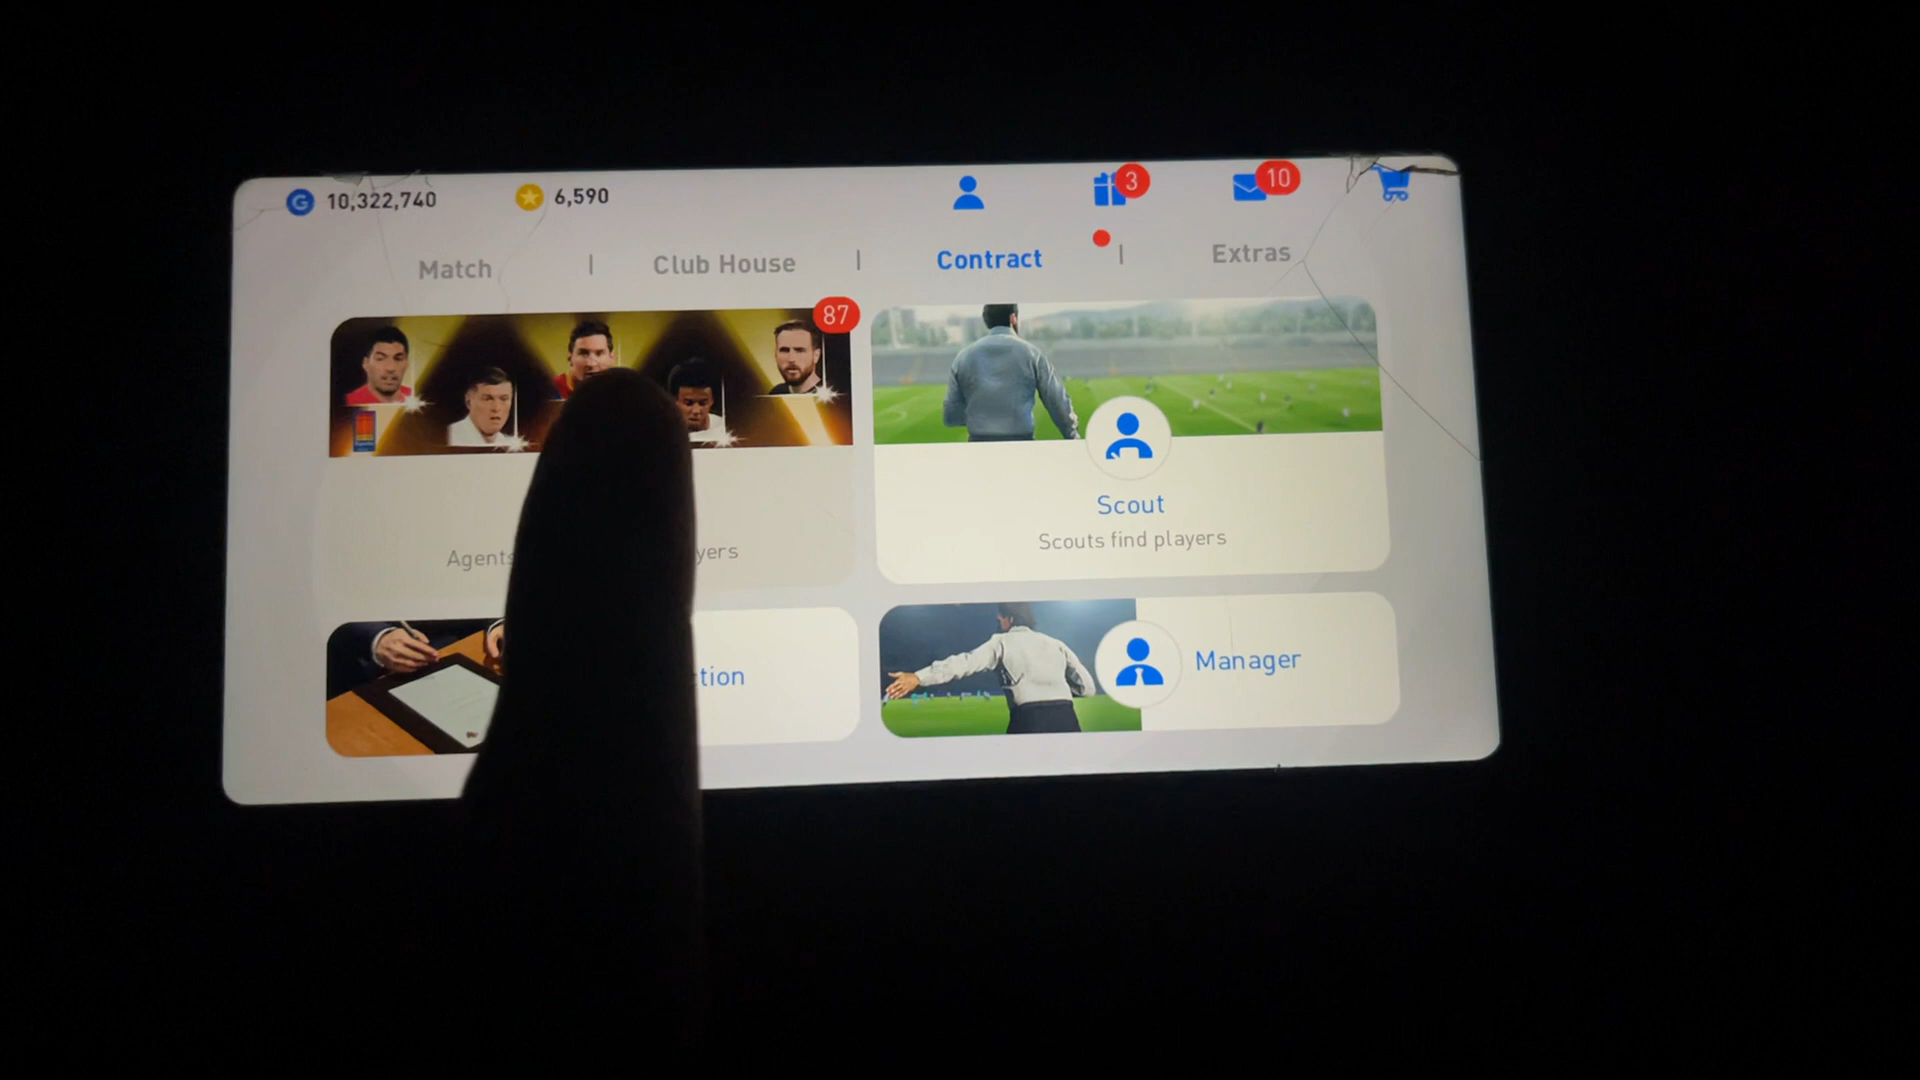 10,322,740
6,590
3
10
Match | Club House | Contract | Extras
87
Agents
yers
Scout
Scouts find players
tion
Manager